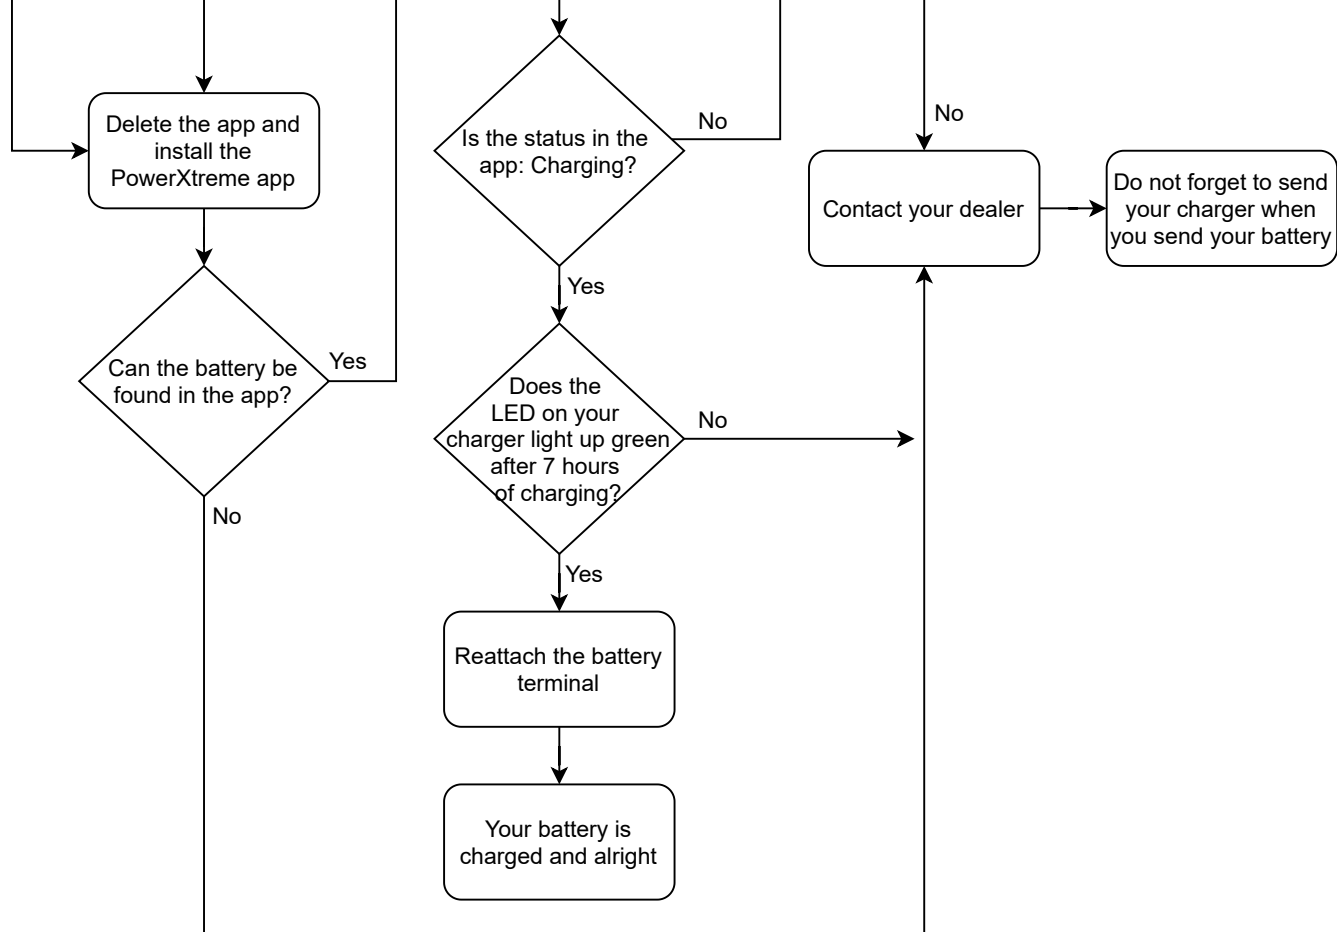 Delete the app and
install the
PowerXtreme app
Can the battery be
found in the app?
Yes
No
Is the status in the
app: Charging?
No
Yes
Does the
LED on your
charger light up green
after 7 hours
of charging?
No
Yes
Reattach the battery
terminal
Your battery is
charged and alright
No
Contact your dealer
Do not forget to send
your charger when
you send your battery